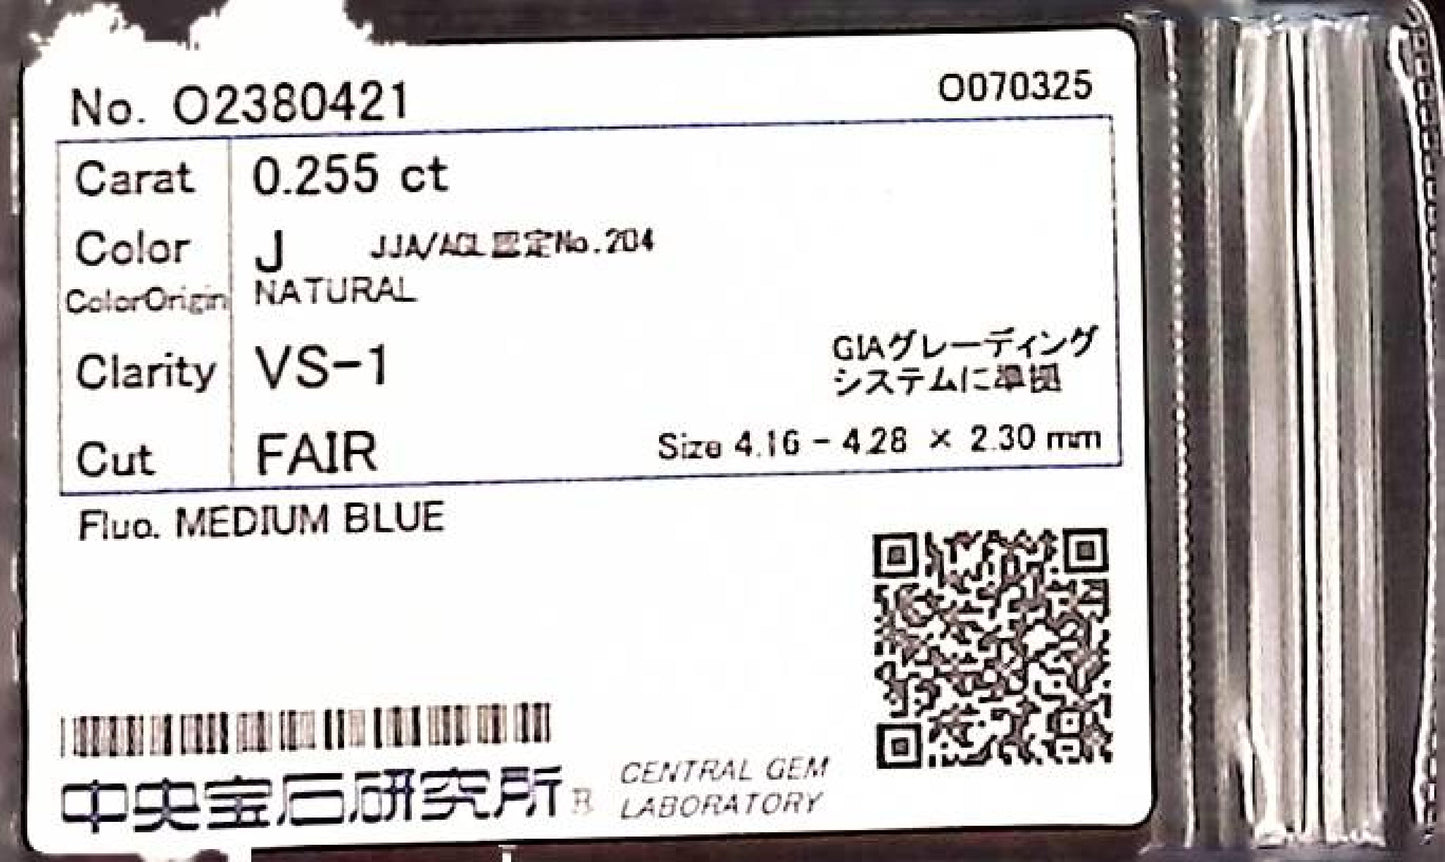 No. O2380421
O070325
Carat 0.255 ct
Color J JJA/AGL認定No.204
ColorOrigin NATURAL
Clarity VS-1
GIAグレーディング
システムに準拠
Cut FAIR
Size 4.16 - 4.28 × 2.30 mm
Fluo. MEDIUM BLUE
中央宝石研究所 R
CENTRAL GEM
LABORATORY